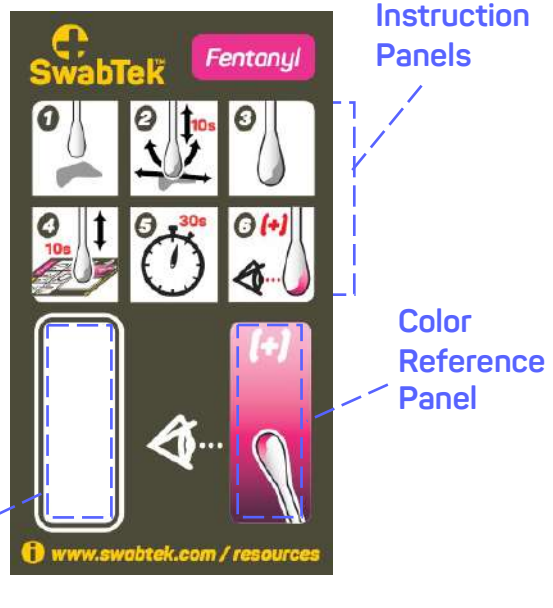 Instruction
Panels
SwabTek™
Fentanyl
1
2
10s
3
4
10s
5
30s
6
(+)
Color
Reference
Panel
(+)
i www.swabtek.com / resources